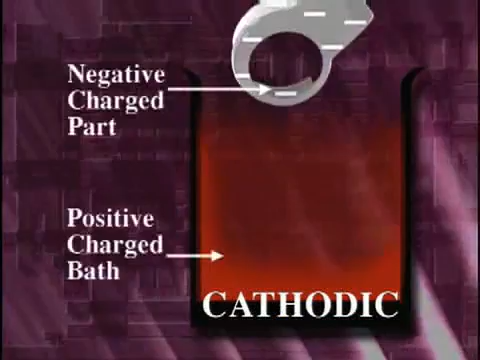 Negative
Charged
Part
Positive
Charged
Bath
CATHODIC